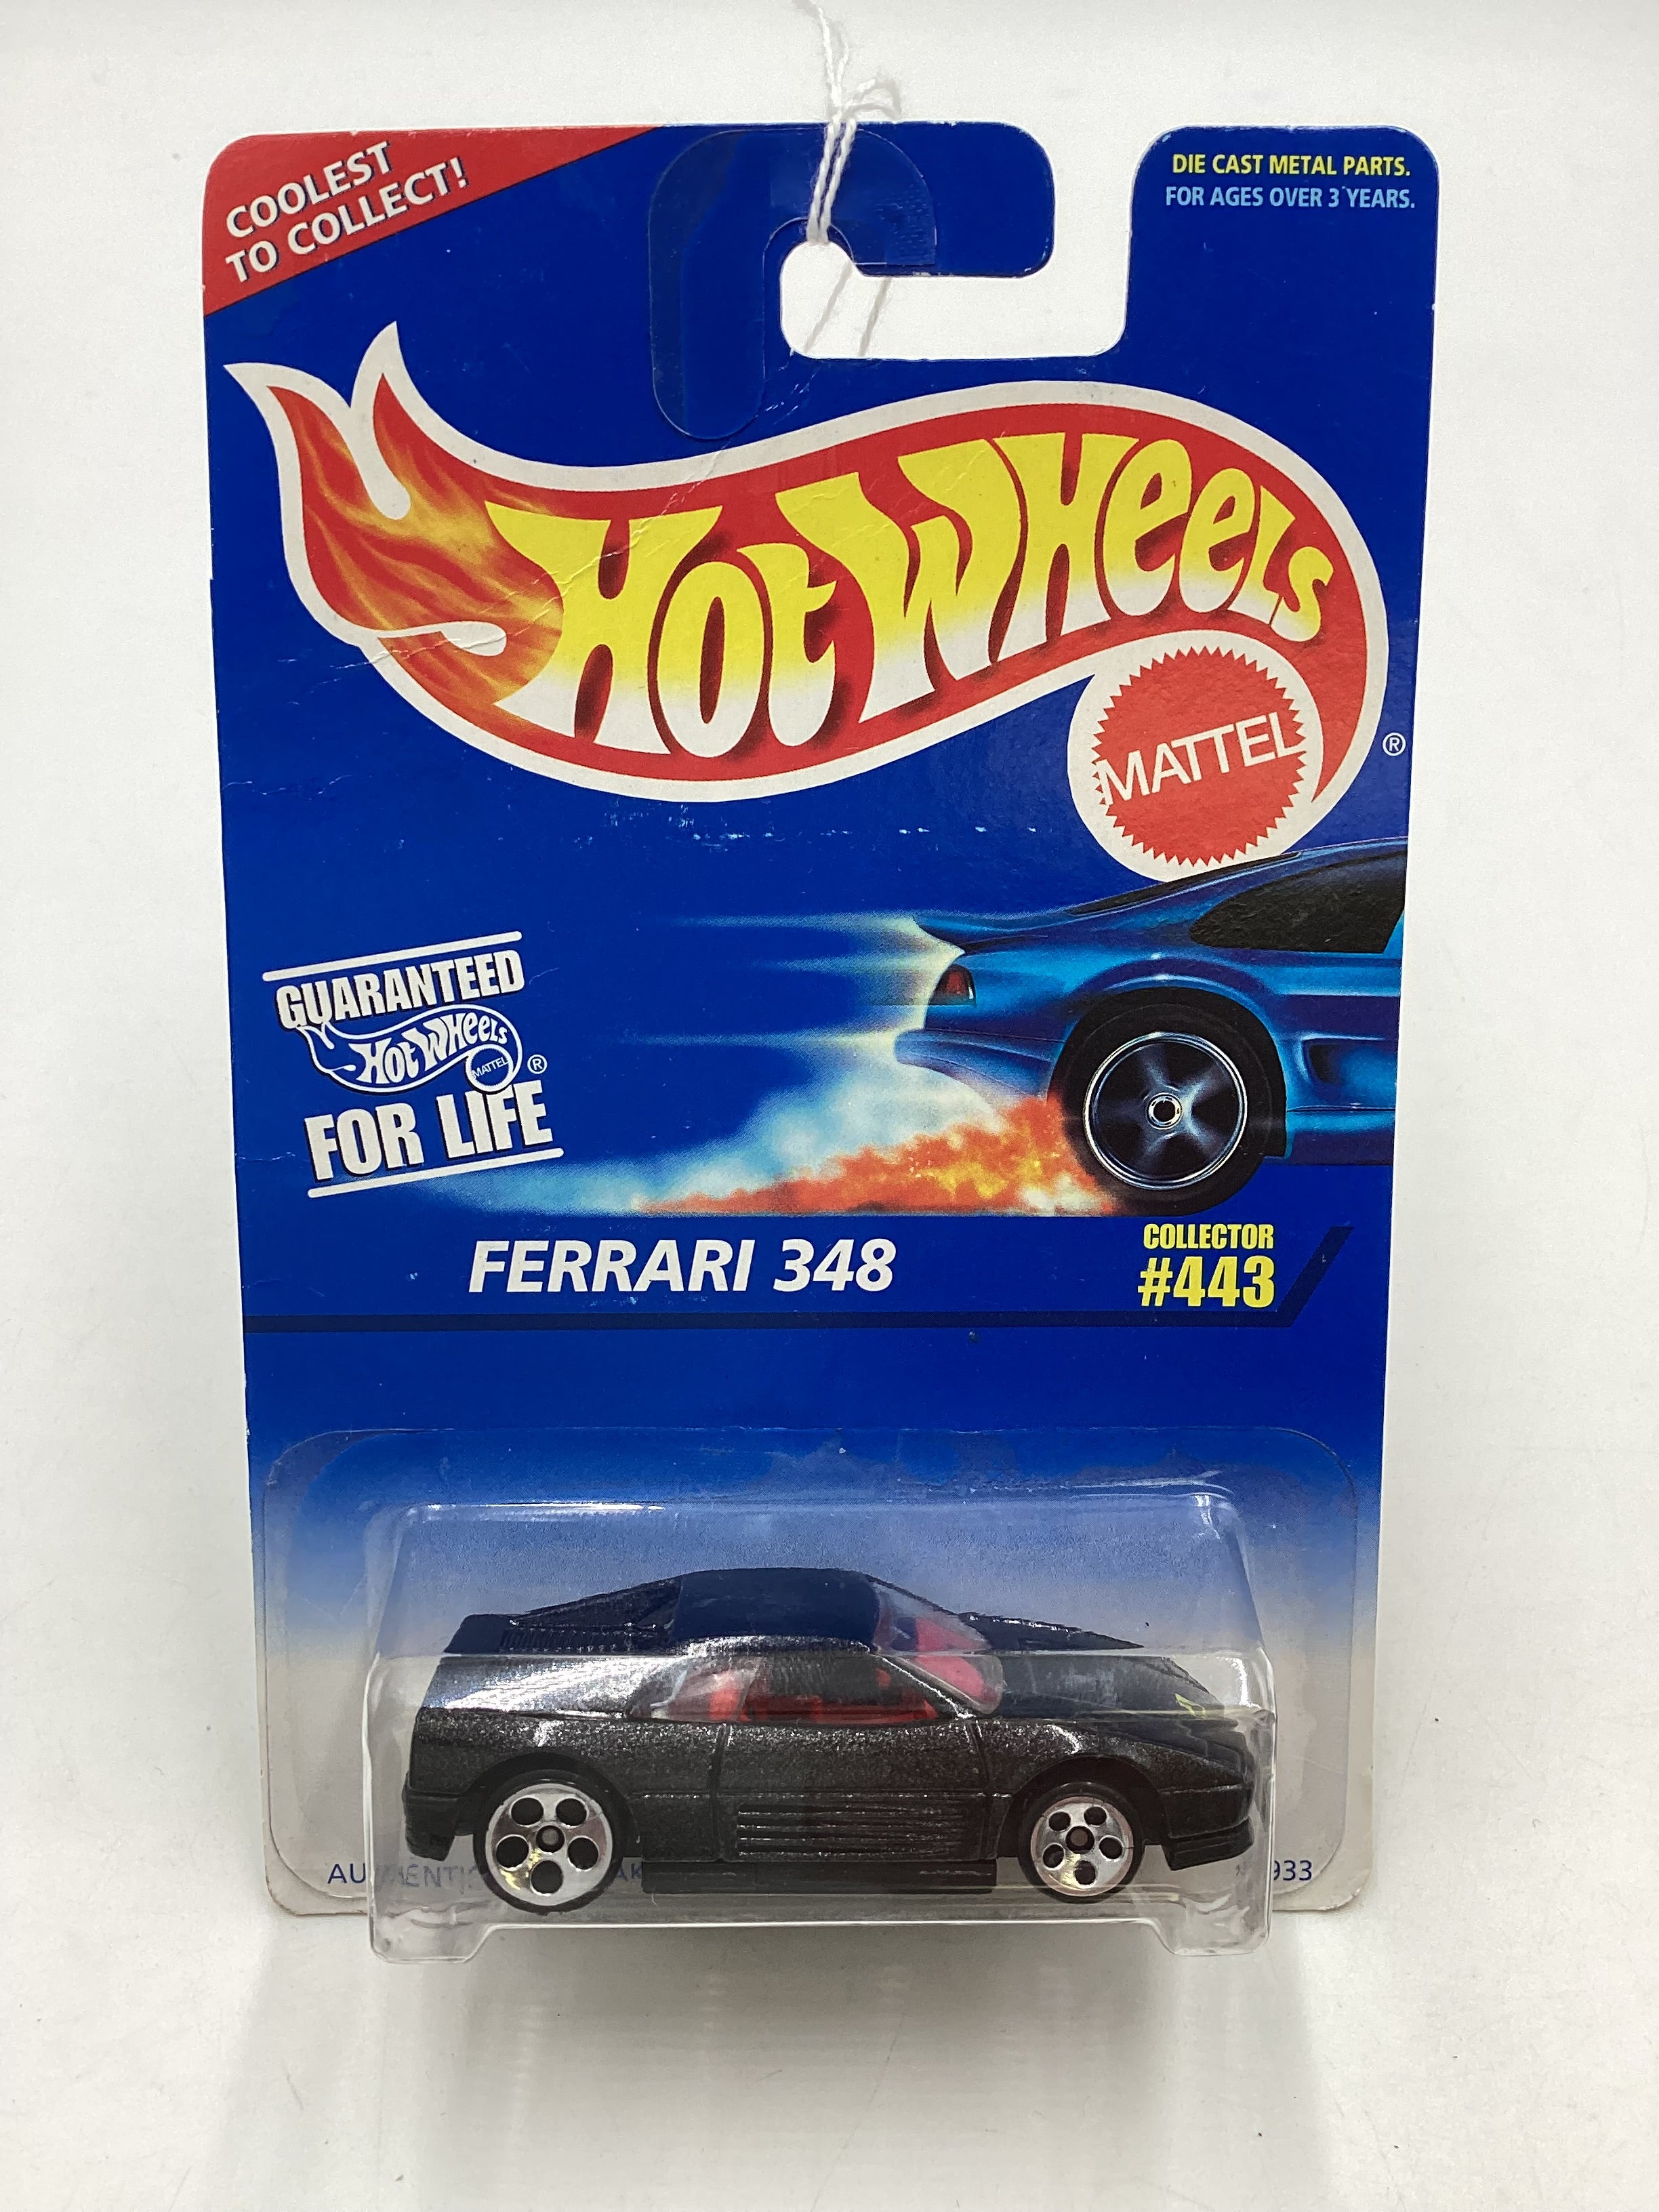 COOLEST
TO COLLECT!
DIE CAST METAL PARTS.
FOR AGES OVER 3 YEARS.
HOT WHEELS
MATTEL
®
GUARANTEED
HOT WHEELS
MATTEL ®
FOR LIFE
FERRARI 348
COLLECTOR
#443